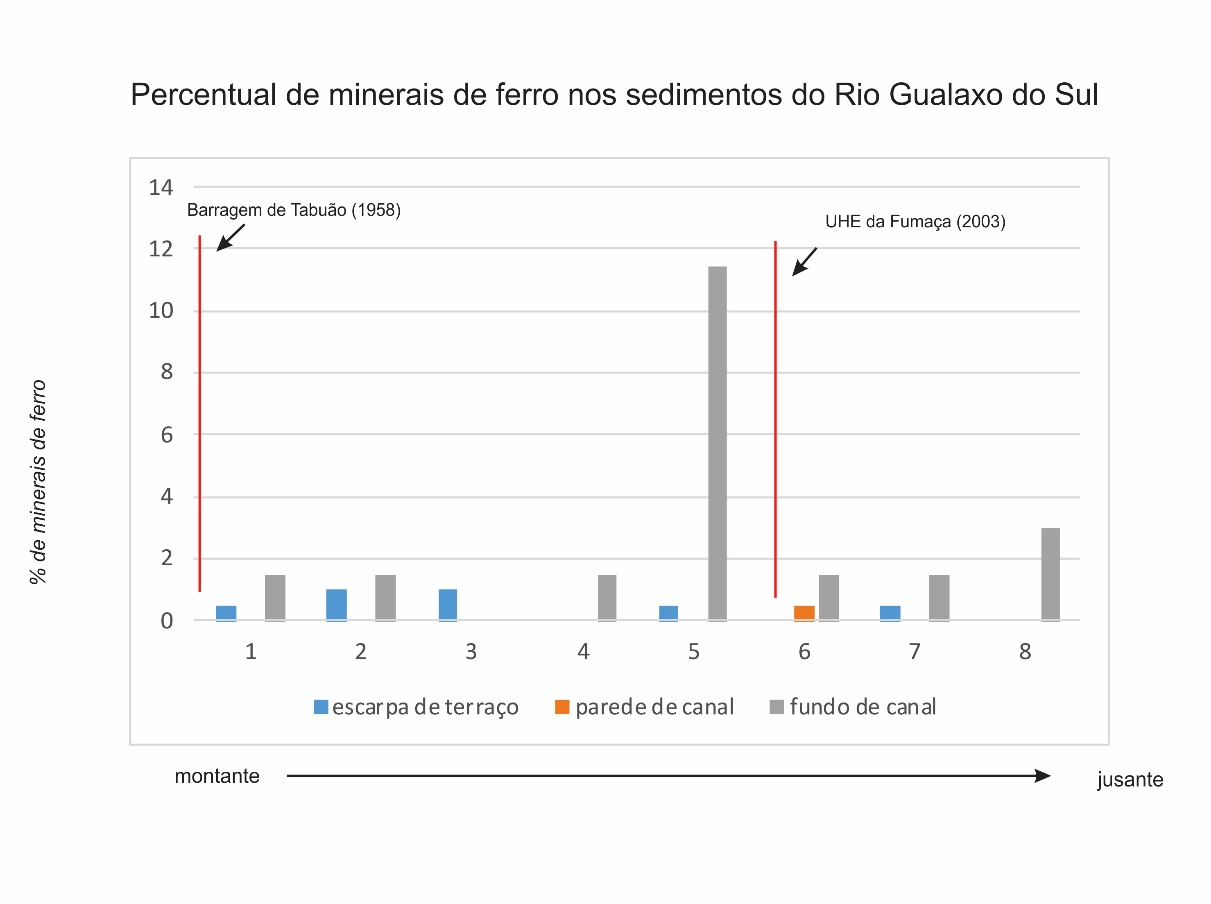 Percentual de minerais de ferro nos sedimentos do Rio Gualaxo do Sul
14
Barragem de Tabuão (1958)
UHE da Fumaça (2003)
12
10
8
6
4
2
0
% de minerais de ferro
1 2 3 4 5 6 7 8
escarpa de terraço parede de canal fundo de canal
montante jusante